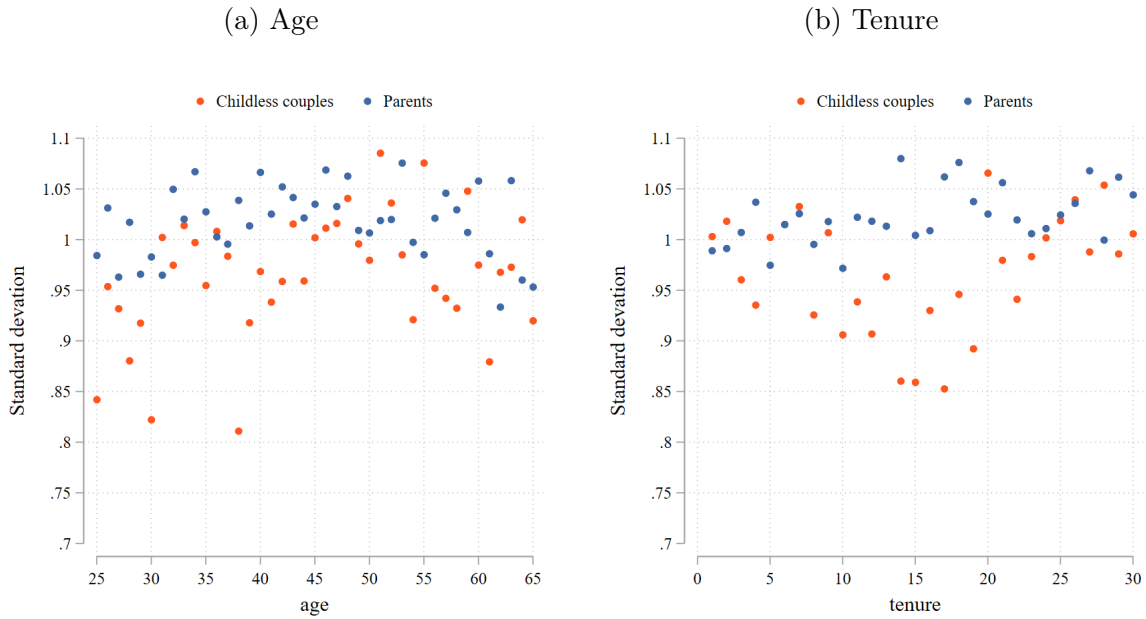 (a) Age
Childless couples Parents
1.1
1.05
1
.95
.9
.85
.8
.75
.7
Standard devation
25 30 35 40 45 50 55 60 65
age
(b) Tenure
Childless couples Parents
1.1
1.05
1
.95
.9
.85
.8
.75
.7
Standard devation
0 5 10 15 20 25 30
tenure